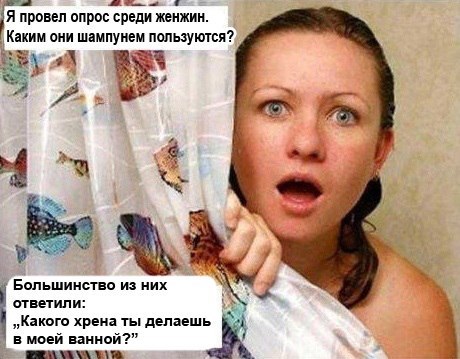 Я провел опрос среди женжин.
Каким они шампунем пользуются?
Большинство из них
ответили:
„Какого хрена ты делаешь
в моей ванной?”